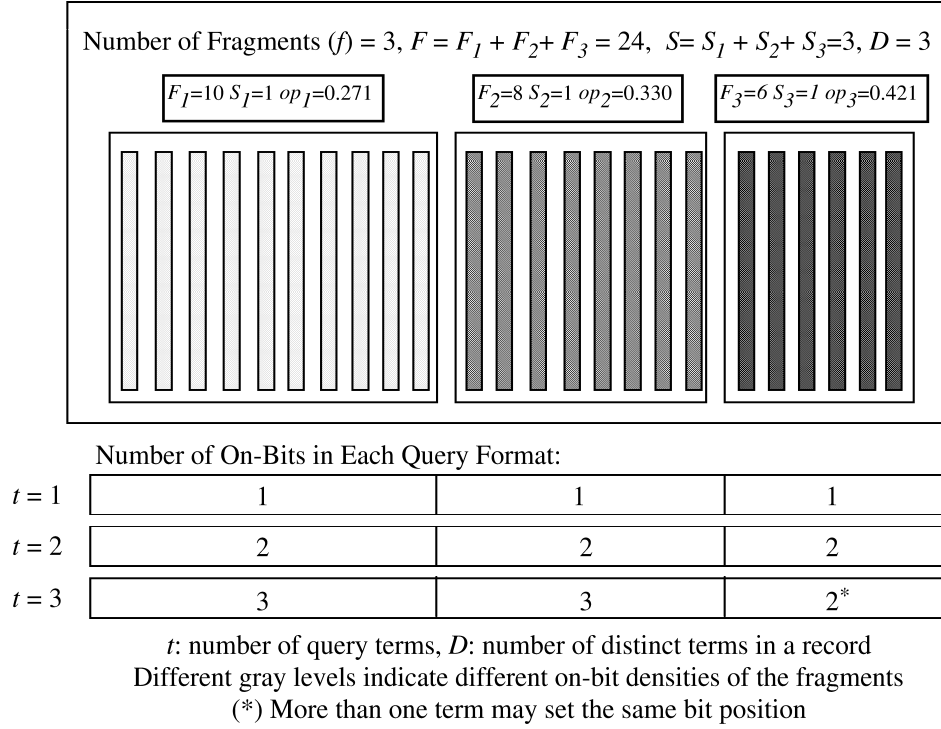 Number of Fragments (f) = 3, F = F1 + F2+ F3 = 24, S= S1 + S2+ S3=3, D = 3
F1=10 S1=1 op1=0.271 F2=8 S2=1 op2=0.330 F3=6 S3=1 op3=0.421
Number of On-Bits in Each Query Format:
t = 1 1 1 1
t = 2 2 2 2
t = 3 3 3 2*
t: number of query terms, D: number of distinct terms in a record
Different gray levels indicate different on-bit densities of the fragments
(*) More than one term may set the same bit position